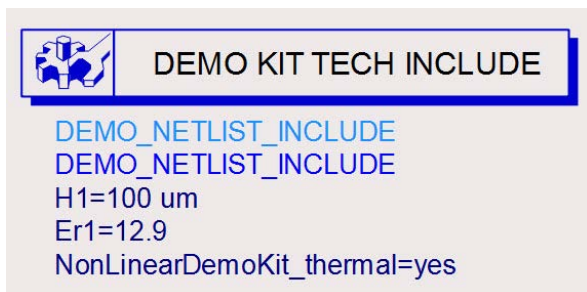 DEMO KIT TECH INCLUDE
DEMO_NETLIST_INCLUDE
DEMO_NETLIST_INCLUDE
H1=100 um
Er1=12.9
NonLinearDemoKit_thermal=yes